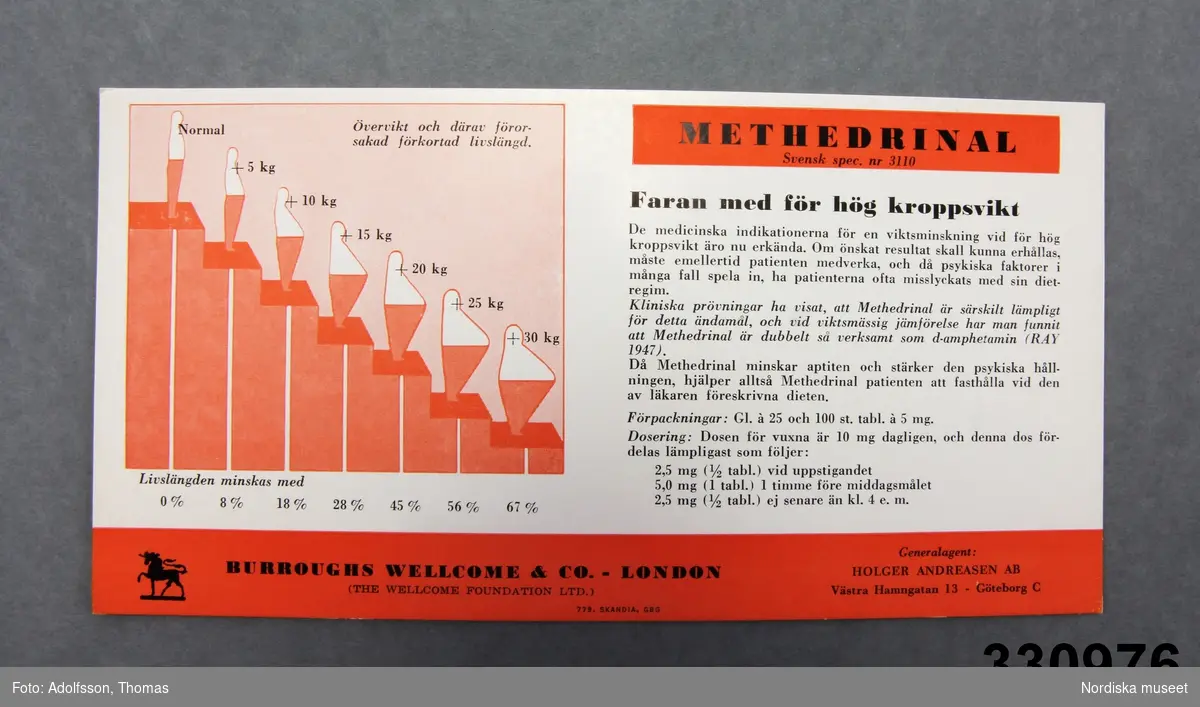 Normal
Övervikt och därav föror-
sakad förkortad livslängd.
+ 5 kg
+ 10 kg
+ 15 kg
+ 20 kg
+ 25 kg
+ 30 kg
Livslängden minskas med
0 % 8 % 18 % 28 % 45 % 56 % 67 %
METHEDRINAL
Svensk spec. nr 3110
Faran med för hög kroppsvikt
De medicinska indikationerna för en viktsminskning vid för hög
kroppsvikt äro nu erkända. Om önskat resultat skall kunna erhållas,
måste emellertid patienten medverka, och då psykiska faktorer i
många fall spela in, ha patienterna ofta misslyckats med sin diet-
regim.
Kliniska prövningar ha visat, att Methedrinal är särskilt lämpligt
för detta ändamål, och vid viktsmässig jämförelse har man funnit
att Methedrinal är dubbelt så verksamt som d-amphetamin (RAY
1947).
Då Methedrinal minskar aptiten och stärker den psykiska håll-
ningen, hjälper alltså Methedrinal patienten att fasthålla vid den
av läkaren föreskrivna dieten.
Förpackningar: Gl. à 25 och 100 st. tabl. à 5 mg.
Dosering: Dosen för vuxna är 10 mg dagligen, och denna dos för-
delas lämpligast som följer:
2,5 mg (½ tabl.) vid uppstigandet
5,0 mg (1 tabl.) 1 timme före middagsmålet
2,5 mg (½ tabl.) ej senare än kl. 4 e. m.
BURROUGHS WELLCOME & CO. - LONDON
(THE WELLCOME FOUNDATION LTD.)
779. SKANDIA, GBG
Generalagent:
HOLGER ANDREASEN AB
Västra Hamngatan 13 - Göteborg C
330976
Foto: Adolfsson, Thomas
Nordiska museet